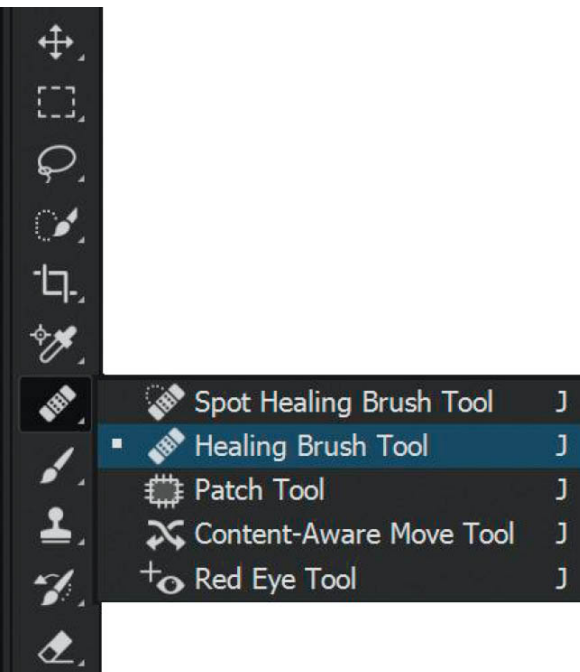 Spot Healing Brush Tool J
Healing Brush Tool J
Patch Tool J
Content-Aware Move Tool J
Red Eye Tool J